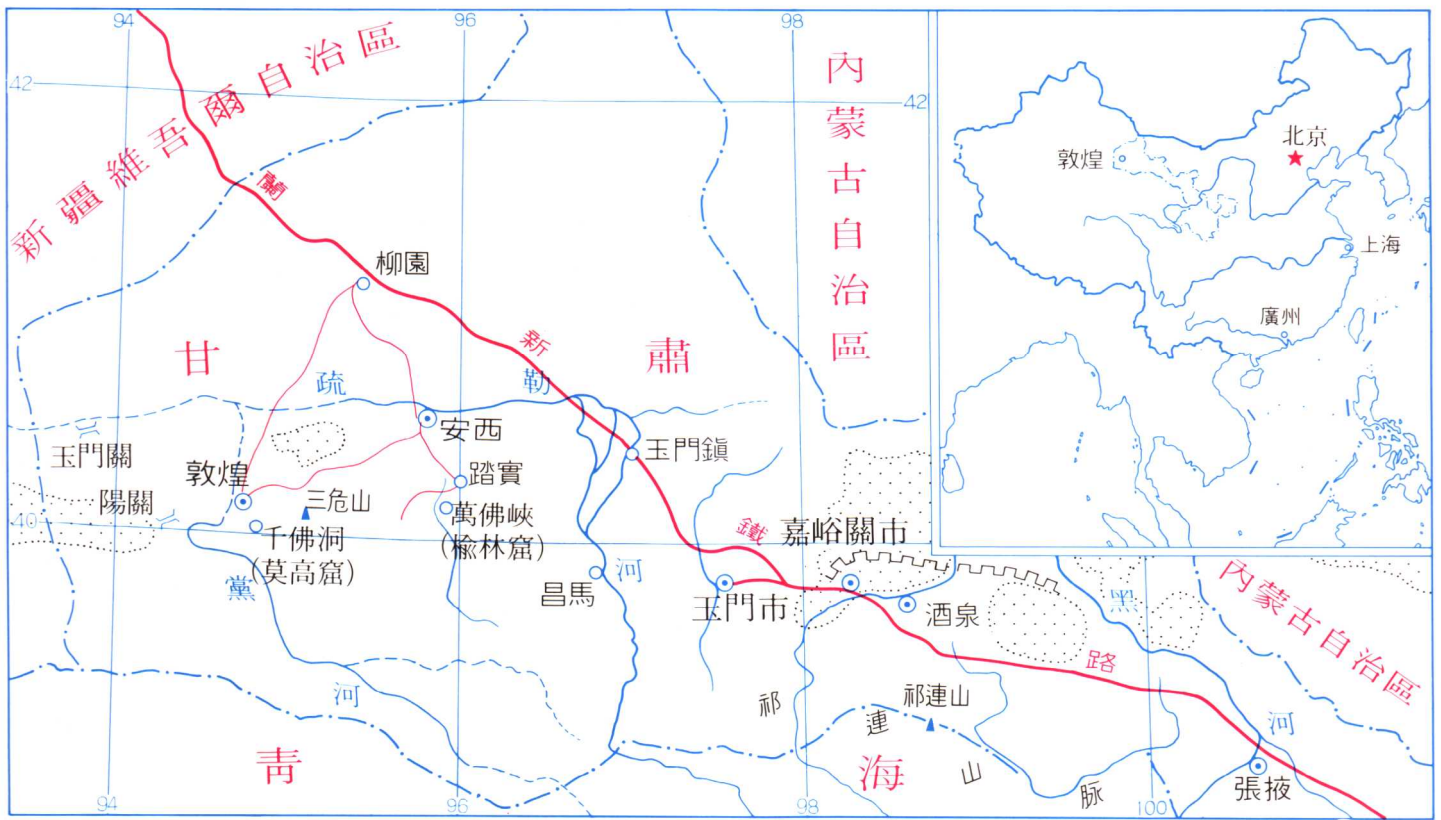 94
96
98
42
42
新疆維吾爾自治區
內蒙古自治區
蘭
新
鐵
路
柳園
甘
肅
疏
勒
河
安西
玉門鎮
玉門關
陽關
敦煌
三危山
踏實
40
千佛洞
(莫高窟)
萬佛峽
(榆林窟)
黨
河
昌馬
嘉峪關市
玉門市
酒泉
黑
河
內蒙古自治區
祁連山
祁
連
山
脉
青
海
張掖
94
96
98
100
敦煌
北京
上海
廣州